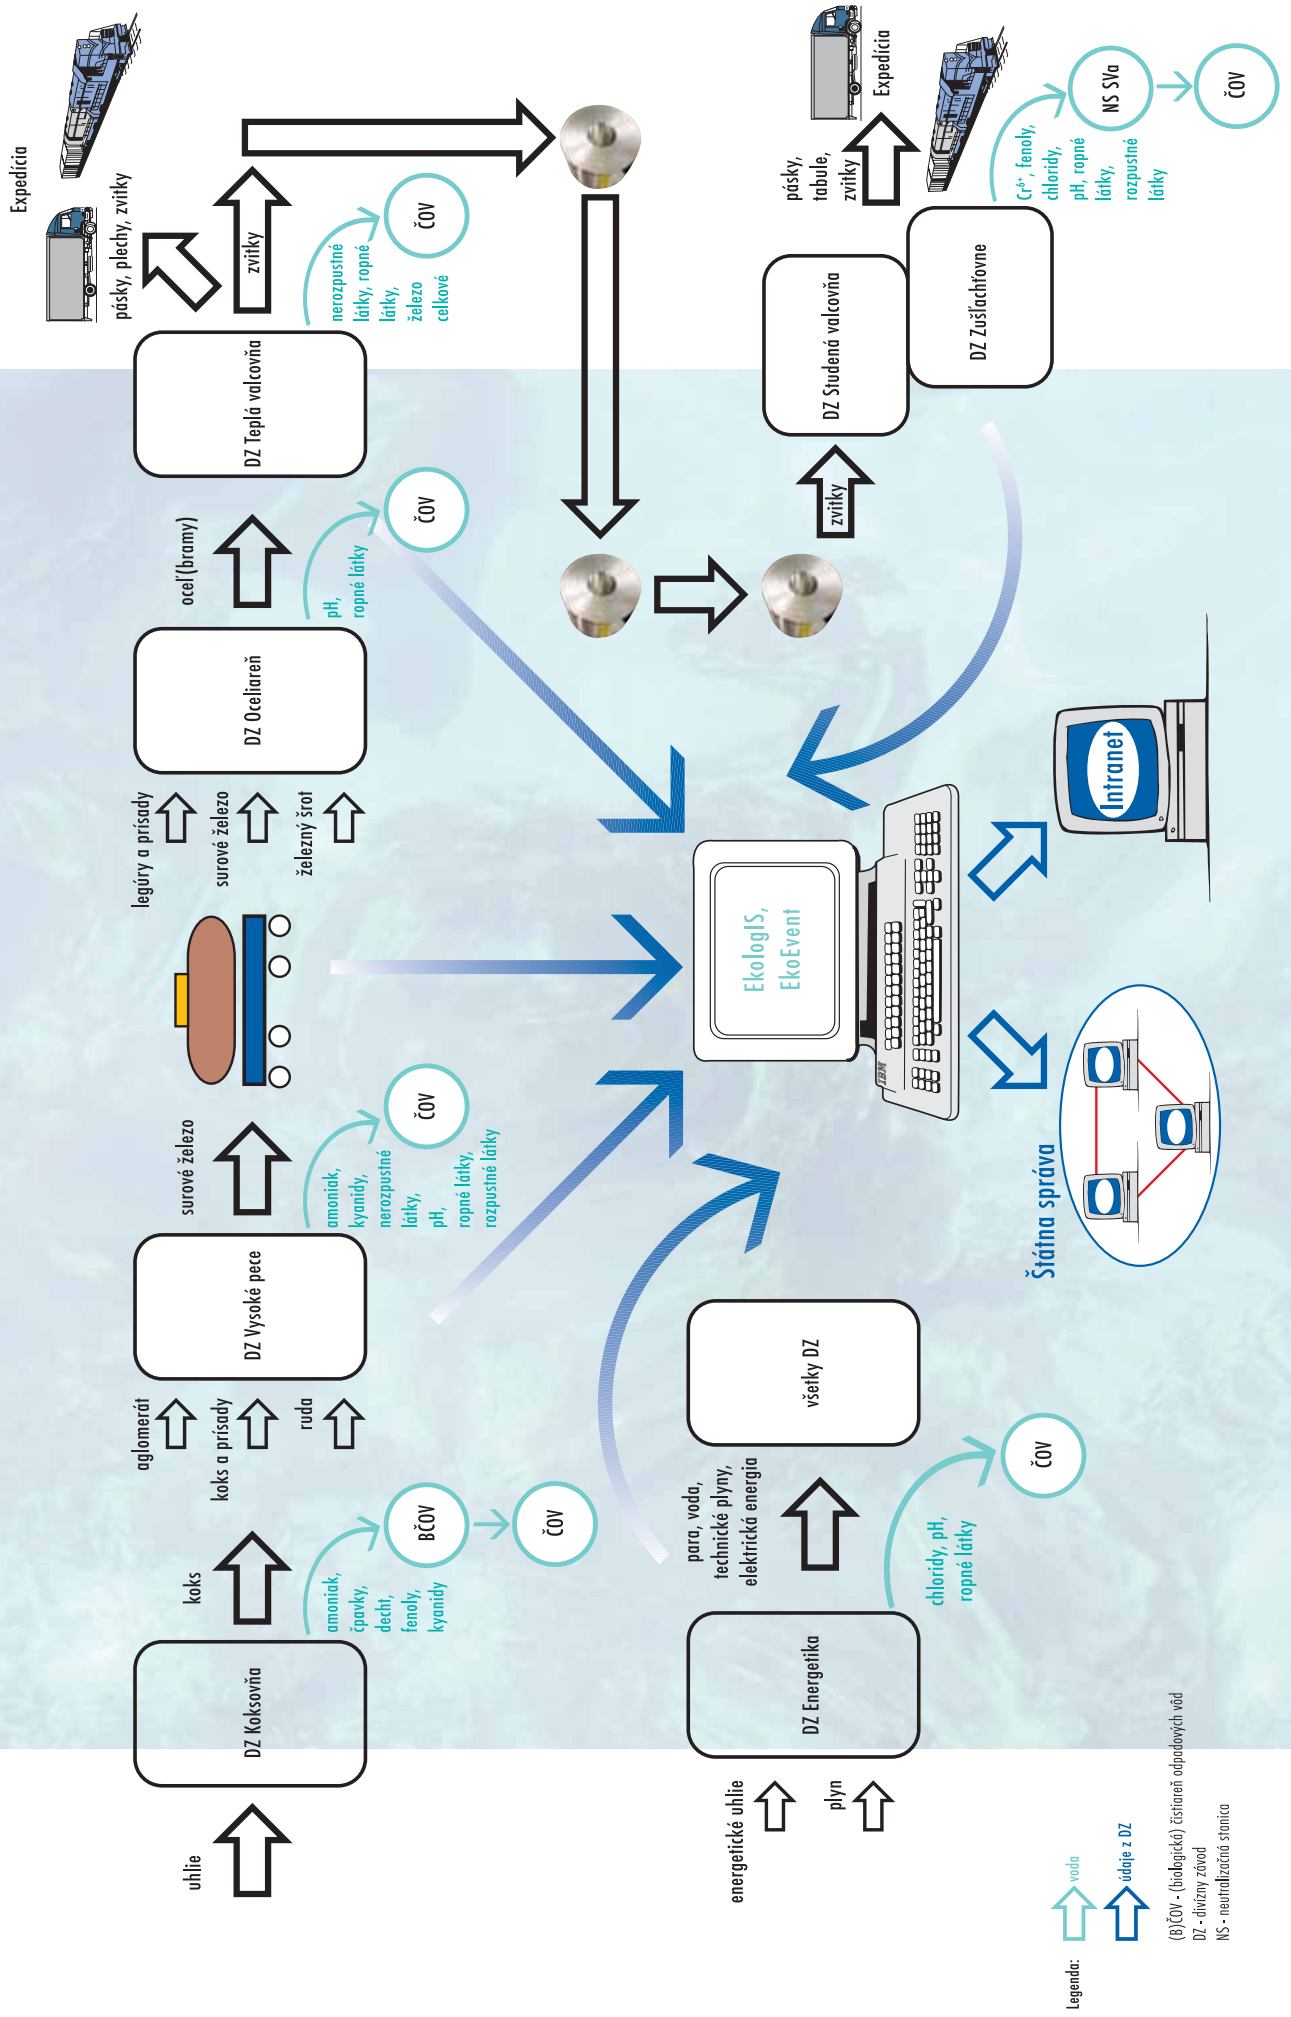 uhlie
DZ Koksovňa
koks
amoniak,
čpavky,
decht,
fenoly,
kyanidy
BČOV
ČOV
aglomerát
koks a prísady
ruda
DZ Vysoké pece
surové železo
amoniak,
kyanidy,
nerozpustné
látky,
pH,
ropné látky,
rozpustné látky
ČOV
legúry a prísady
surové železo
železný šrot
DZ Oceliareň
oceľ(bramy)
pH,
ropné látky
ČOV
DZ Teplá valcovňa
pásky, plechy, zvitky
Expedícia
zvitky
nerozpustné
látky, ropné
látky,
železo
celkové
ČOV
energetické uhlie
plyn
DZ Energetika
para, voda,
technické plyny,
elektrická energia
chloridy, pH,
ropné látky
ČOV
všetky DZ
EkologIS,
EkoEvent
IBM
Štátna správa
Intranet
zvitky
DZ Studená valcovňa
DZ Zušľachťovne
pásky,
tabule,
zvitky
Expedícia
Cr⁶⁺, fenoly,
chloridy,
pH, ropné
látky,
rozpustné
látky
NS SVa
ČOV
Legenda:
voda
údaje z DZ
(B)ČOV - (biologická) čistiareň odpadových vôd
DZ - divízny závod
NS - neutralizačná stanica